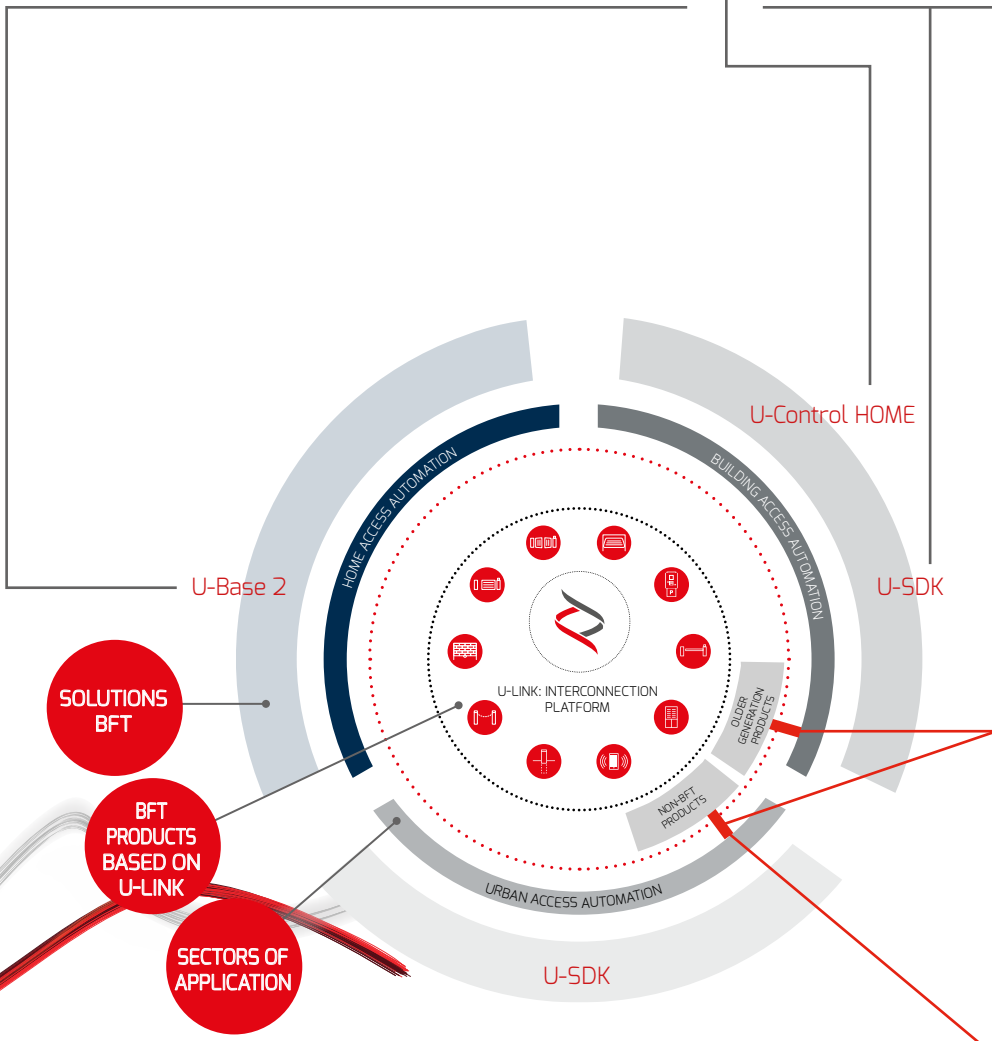 U-Control HOME
HOME ACCESS AUTOMATION
BUILDING ACCESS AUTOMATION
U-Base 2
U-SDK
P
U-LINK: INTERCONNECTION
PLATFORM
OLDER
GENERATION
PRODUCTS
NON-BFT
PRODUCTS
SOLUTIONS
BFT
BFT
PRODUCTS
BASED ON
U-LINK
URBAN ACCESS AUTOMATION
SECTORS OF
APPLICATION
U-SDK